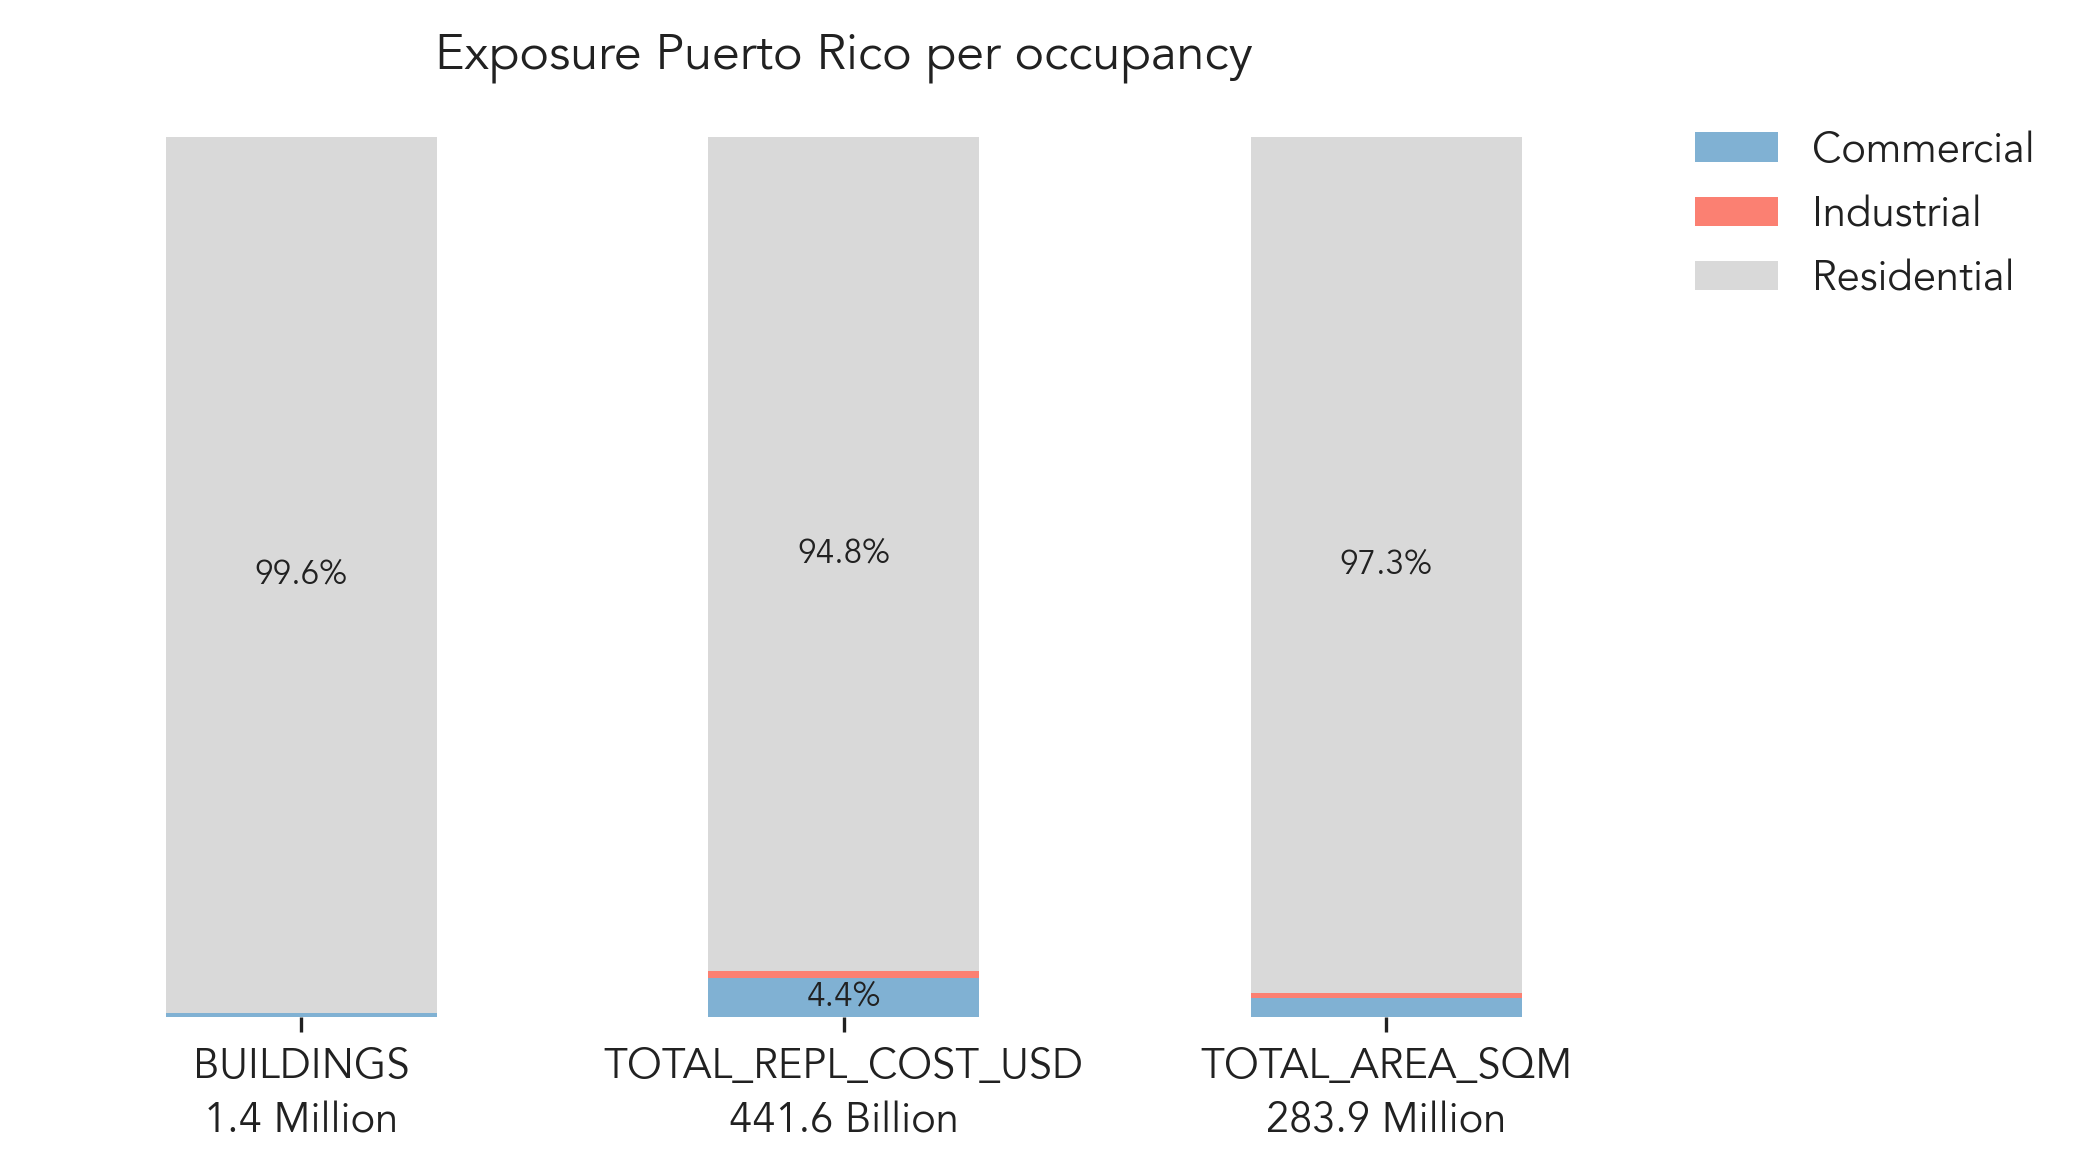 Exposure Puerto Rico per occupancy
Commercial
Industrial
Residential
99.6%
94.8%
97.3%
4.4%
BUILDINGS
1.4 Million
TOTAL_REPL_COST_USD
441.6 Billion
TOTAL_AREA_SQM
283.9 Million